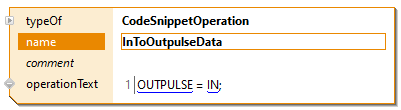 typeOf CodeSnippetOperation
name InToOutpulseData
comment
operationText 1 OUTPULSE = IN;